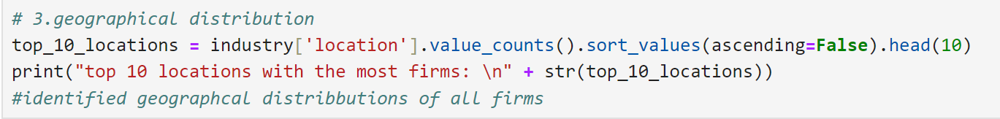 # 3.geographical distribution
top_10_locations = industry['location'].value_counts().sort_values(ascending=False).head(10)
print("top 10 locations with the most firms: \n" + str(top_10_locations))
#identified geographcal distribbutions of all firms